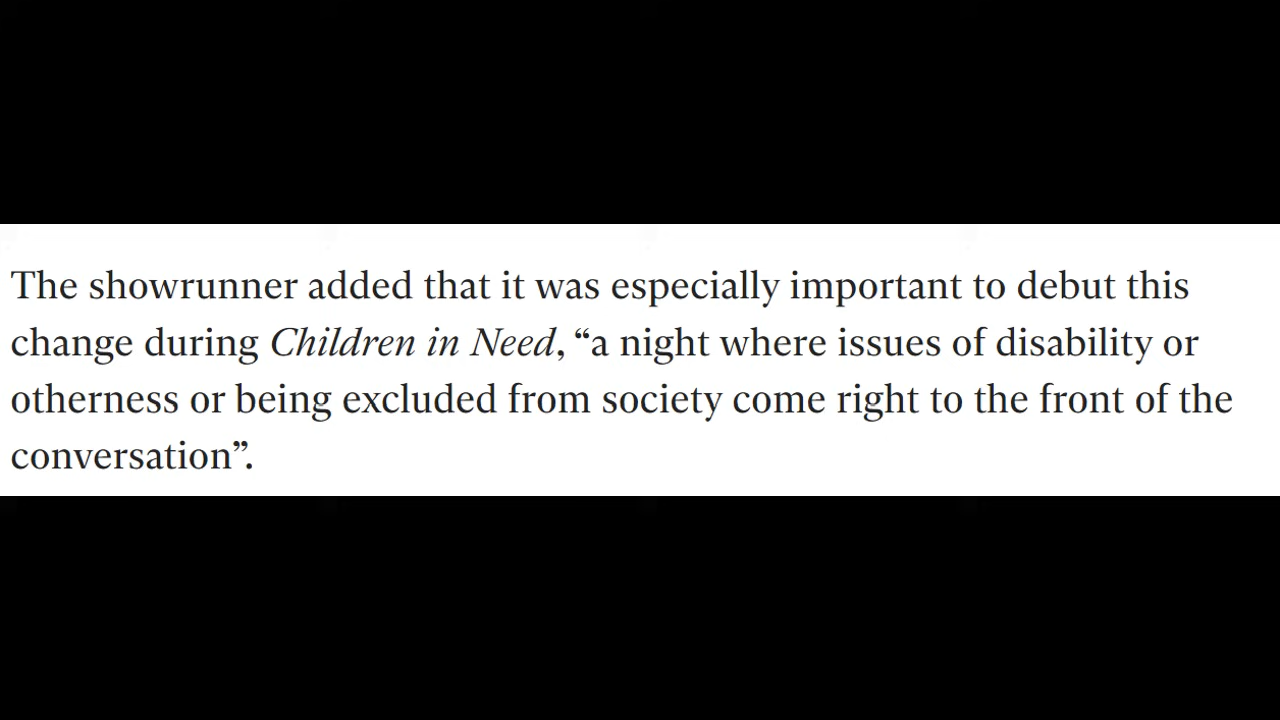 The showrunner added that it was especially important to debut this
change during Children in Need, “a night where issues of disability or
otherness or being excluded from society come right to the front of the
conversation”.